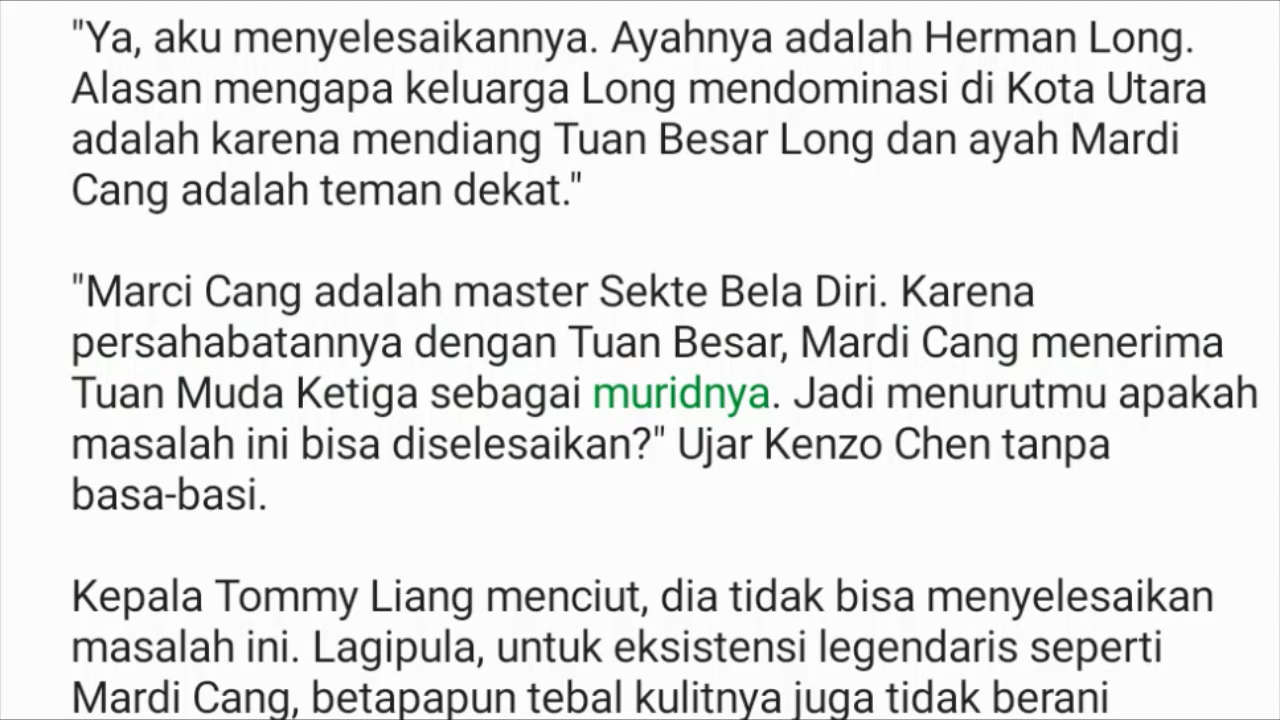 "Ya, aku menyelesaikannya. Ayahnya adalah Herman Long.
Alasan mengapa keluarga Long mendominasi di Kota Utara
adalah karena mendiang Tuan Besar Long dan ayah Mardi
Cang adalah teman dekat."
"Marci Cang adalah master Sekte Bela Diri. Karena
persahabatannya dengan Tuan Besar, Mardi Cang menerima
Tuan Muda Ketiga sebagai muridnya. Jadi menurutmu apakah
masalah ini bisa diselesaikan?" Ujar Kenzo Chen tanpa
basa-basi.
Kepala Tommy Liang menciut, dia tidak bisa menyelesaikan
masalah ini. Lagipula, untuk eksistensi legendaris seperti
Mardi Cang, betapapun tebal kulitnya juga tidak berani